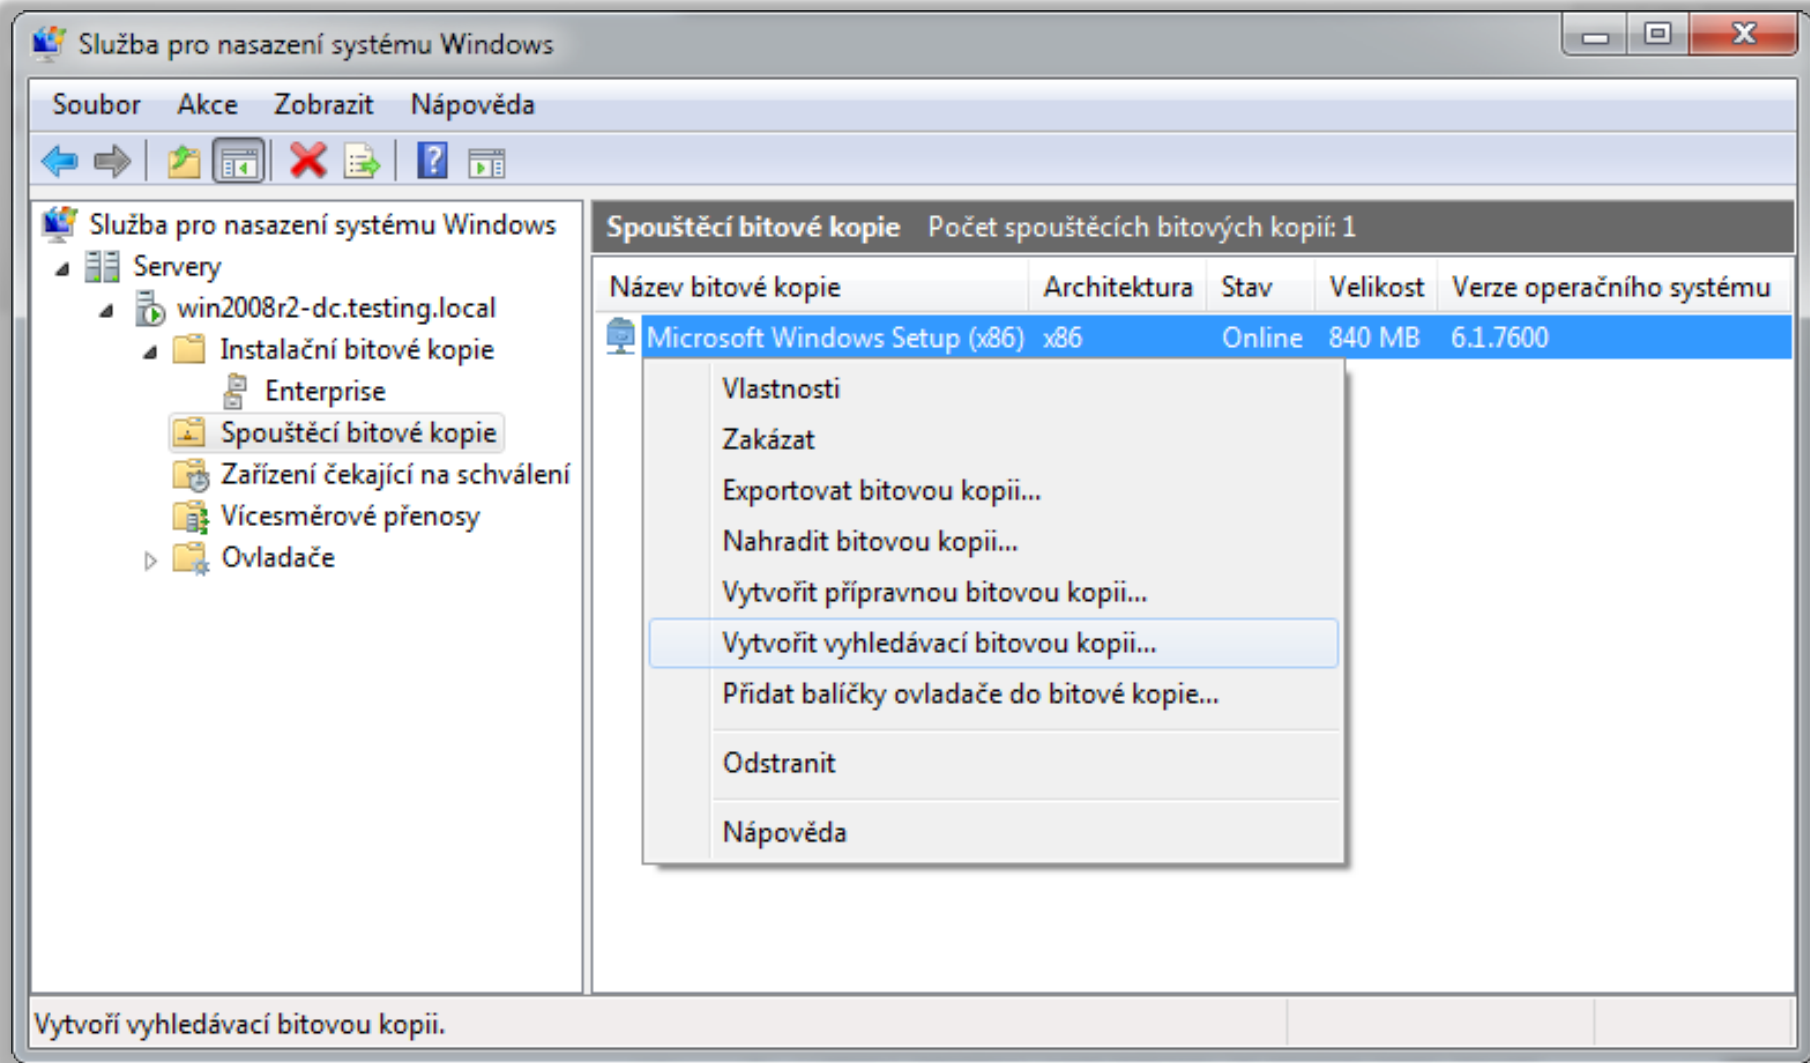 Služba pro nasazení systému Windows
Soubor Akce Zobrazit Nápověda
Služba pro nasazení systému Windows
Servery
win2008r2-dc.testing.local
Instalační bitové kopie
Enterprise
Spouštěcí bitové kopie
Zařízení čekající na schválení
Vícesměrové přenosy
Ovladače
Spouštěcí bitové kopie Počet spouštěcích bitových kopií: 1
Název bitové kopie Architektura Stav Velikost Verze operačního systému
Microsoft Windows Setup (x86) x86 Online 840 MB 6.1.7600
Vlastnosti
Zakázat
Exportovat bitovou kopii...
Nahradit bitovou kopii...
Vytvořit přípravnou bitovou kopii...
Vytvořit vyhledávací bitovou kopii...
Přidat balíčky ovladače do bitové kopie...
Odstranit
Nápověda
Vytvoří vyhledávací bitovou kopii.